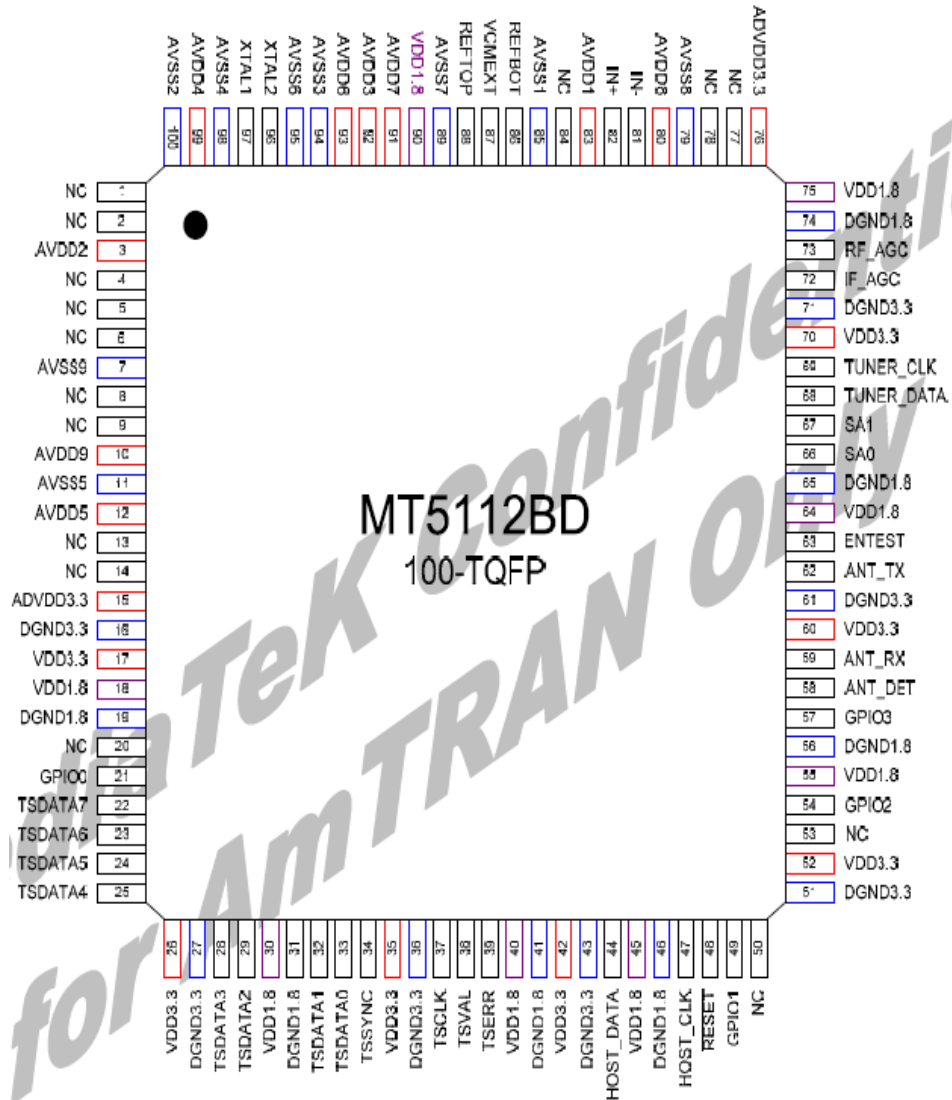 AVSS2
AVDD4
AVSS4
XTAL1
XTAL2
AVSS6
AVSS3
AVDD6
AVDD3
AVDD7
VDD1.8
AVSS7
REFTOP
VCMEXT
REFBOT
AVSS1
NC
AVDD1
IN+
IN-
AVDD8
AVSS8
NC
NC
ADVDD3.3
100 99 98 97 96 95 94 93 92 91 90 89 88 87 86 85 84 83 82 81 80 79 78 77 76
NC 1
NC 2
AVDD2 3
NC 4
NC 5
NC 6
AVSS9 7
NC 8
NC 9
AVDD9 10
AVSS5 11
AVDD5 12
NC 13
NC 14
ADVDD3.3 15
DGND3.3 16
VDD3.3 17
VDD1.8 18
DGND1.8 19
NC 20
GPIO0 21
TSDATA7 22
TSDATA6 23
TSDATA5 24
TSDATA4 25
MT5112BD
100-TQFP
75 VDD1.8
74 DGND1.8
73 RF_AGC
72 IF_AGC
71 DGND3.3
70 VDD3.3
69 TUNER_CLK
68 TUNER_DATA
67 SA1
66 SA0
65 DGND1.8
64 VDD1.8
63 ENTEST
62 ANT_TX
61 DGND3.3
60 VDD3.3
59 ANT_RX
58 ANT_DET
57 GPIO3
56 DGND1.8
55 VDD1.8
54 GPIO2
53 NC
52 VDD3.3
51 DGND3.3
26 27 28 29 30 31 32 33 34 35 36 37 38 39 40 41 42 43 44 45 46 47 48 49 50
VDD3.3
DGND3.3
TSDATA3
TSDATA2
VDD1.8
DGND1.8
TSDATA1
TSDATA0
TSSYNC
VDD3.3
DGND3.3
TSCLK
TSVAL
TSERR
VDD1.8
DGND1.8
VDD3.3
DGND3.3
HOST_DATA
VDD1.8
DGND1.8
HOST_CLK
RESET
GPIO1
NC
diaTeK Confidenti
for AmTRAN Only